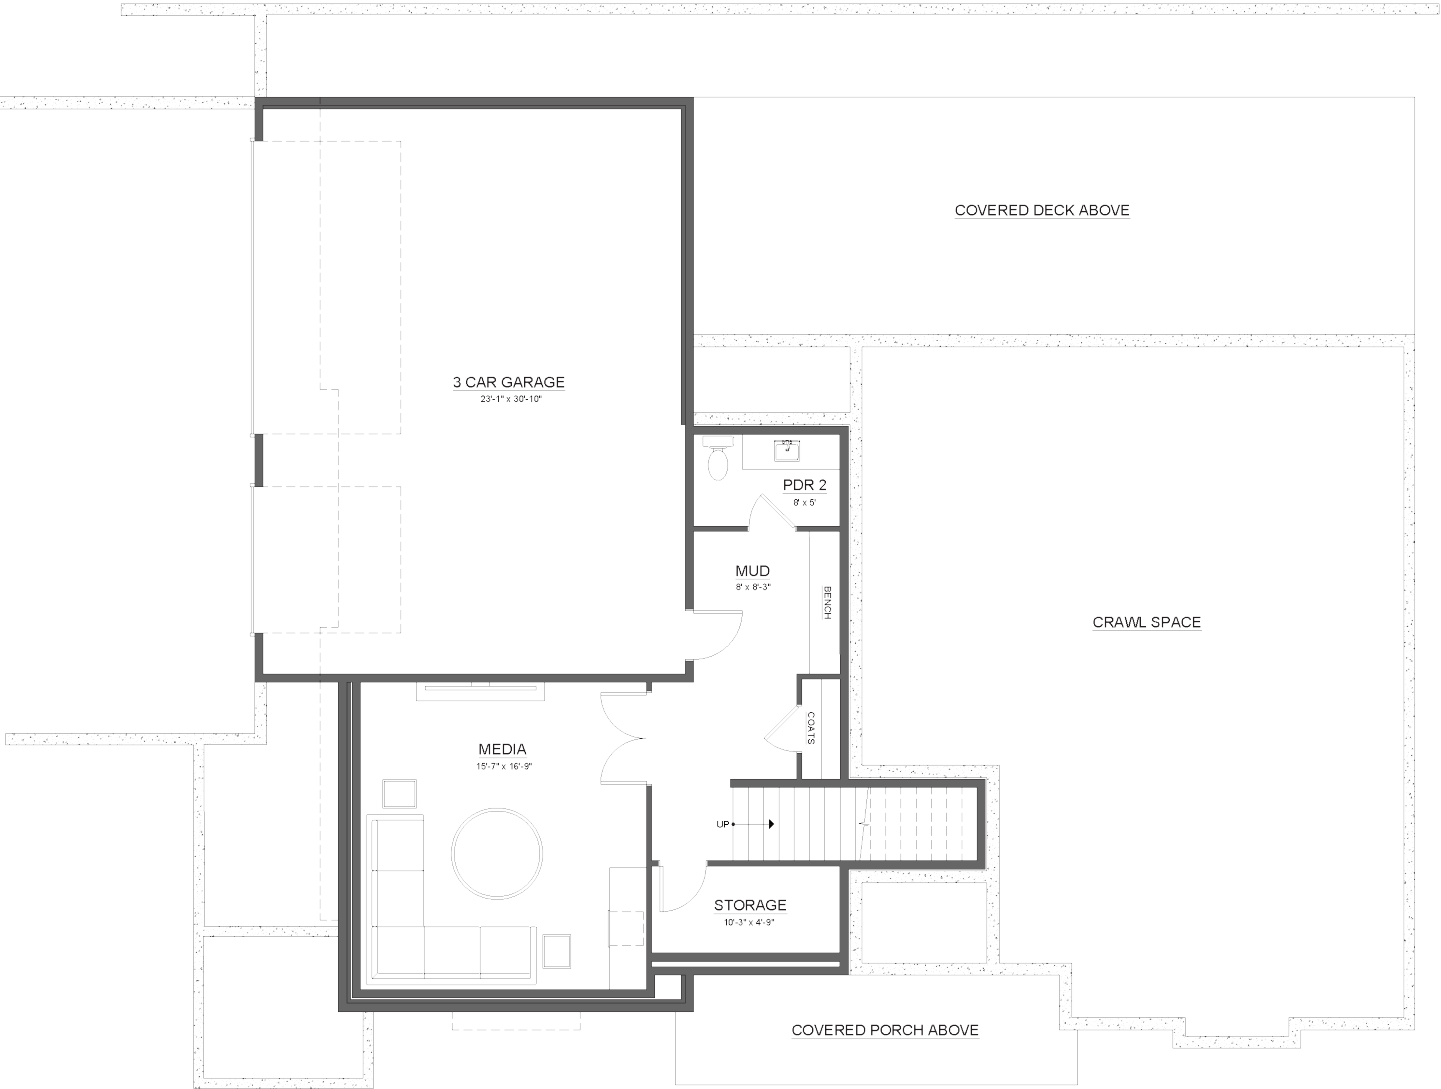 COVERED DECK ABOVE
3 CAR GARAGE
23'-1" x 30'-10"
PDR 2
8' x 5'
MUD
8' x 8'-3"
BENCH
CRAWL SPACE
COATS
MEDIA
15'-7" x 16'-9"
UP
STORAGE
10'-3" x 4'-9"
COVERED PORCH ABOVE